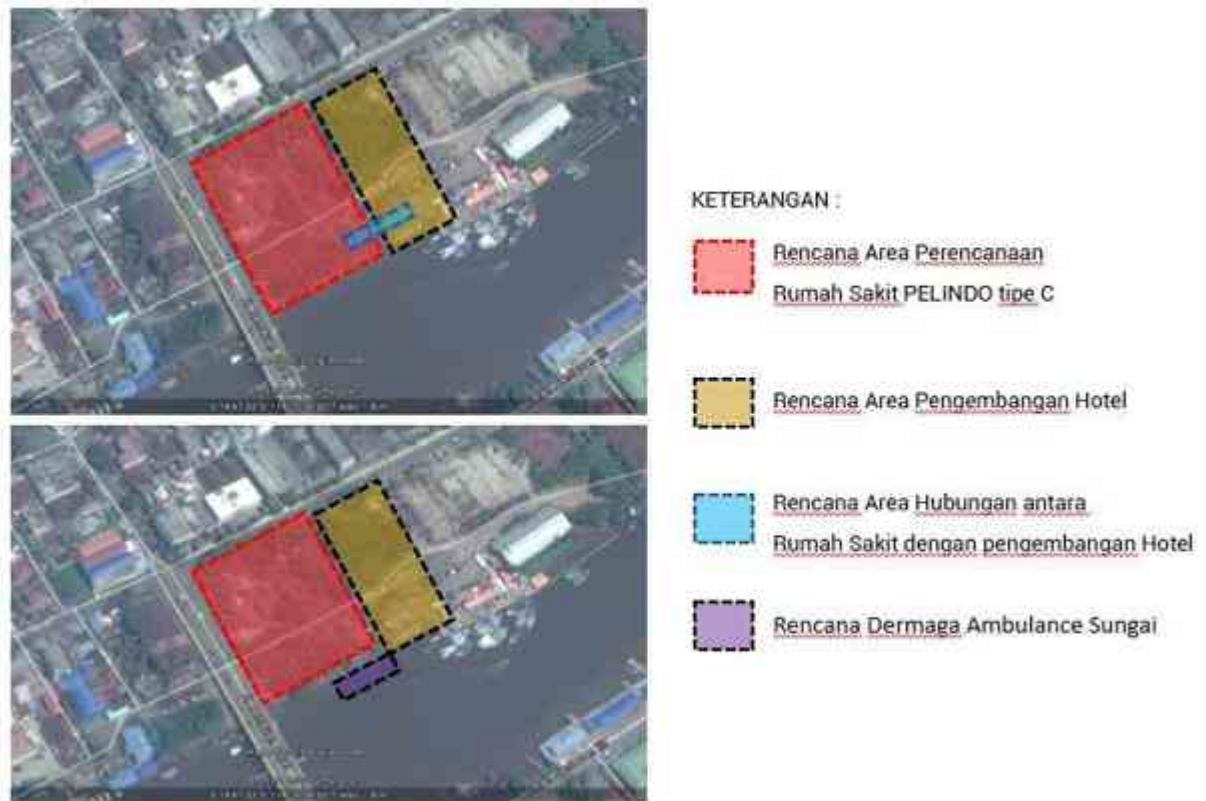 KETERANGAN :
Rencana Area Perencanaan
Rumah Sakit PELINDO tipe C
Rencana Area Pengembangan Hotel
Rencana Area Hubungan antara
Rumah Sakit dengan pengembangan Hotel
Rencana Dermaga Ambulance Sungai